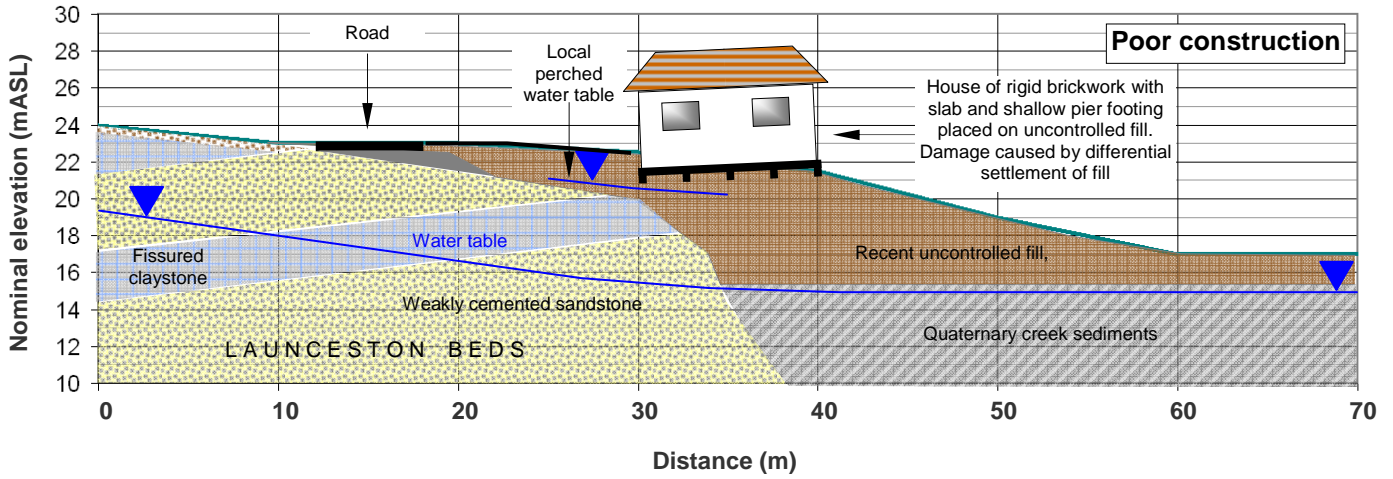 Poor construction
Road
Local
perched
water table
House of rigid brickwork with
slab and shallow pier footing
placed on uncontrolled fill.
Damage caused by differential
settlement of fill
Nominal elevation (mASL)
30
28
26
24
22
20
18
16
14
12
10
Water table
Fissured
claystone
Recent uncontrolled fill,
Weakly cemented sandstone
Quaternary creek sediments
LAUNCESTON BEDS
0 10 20 30 40 50 60 70
Distance (m)